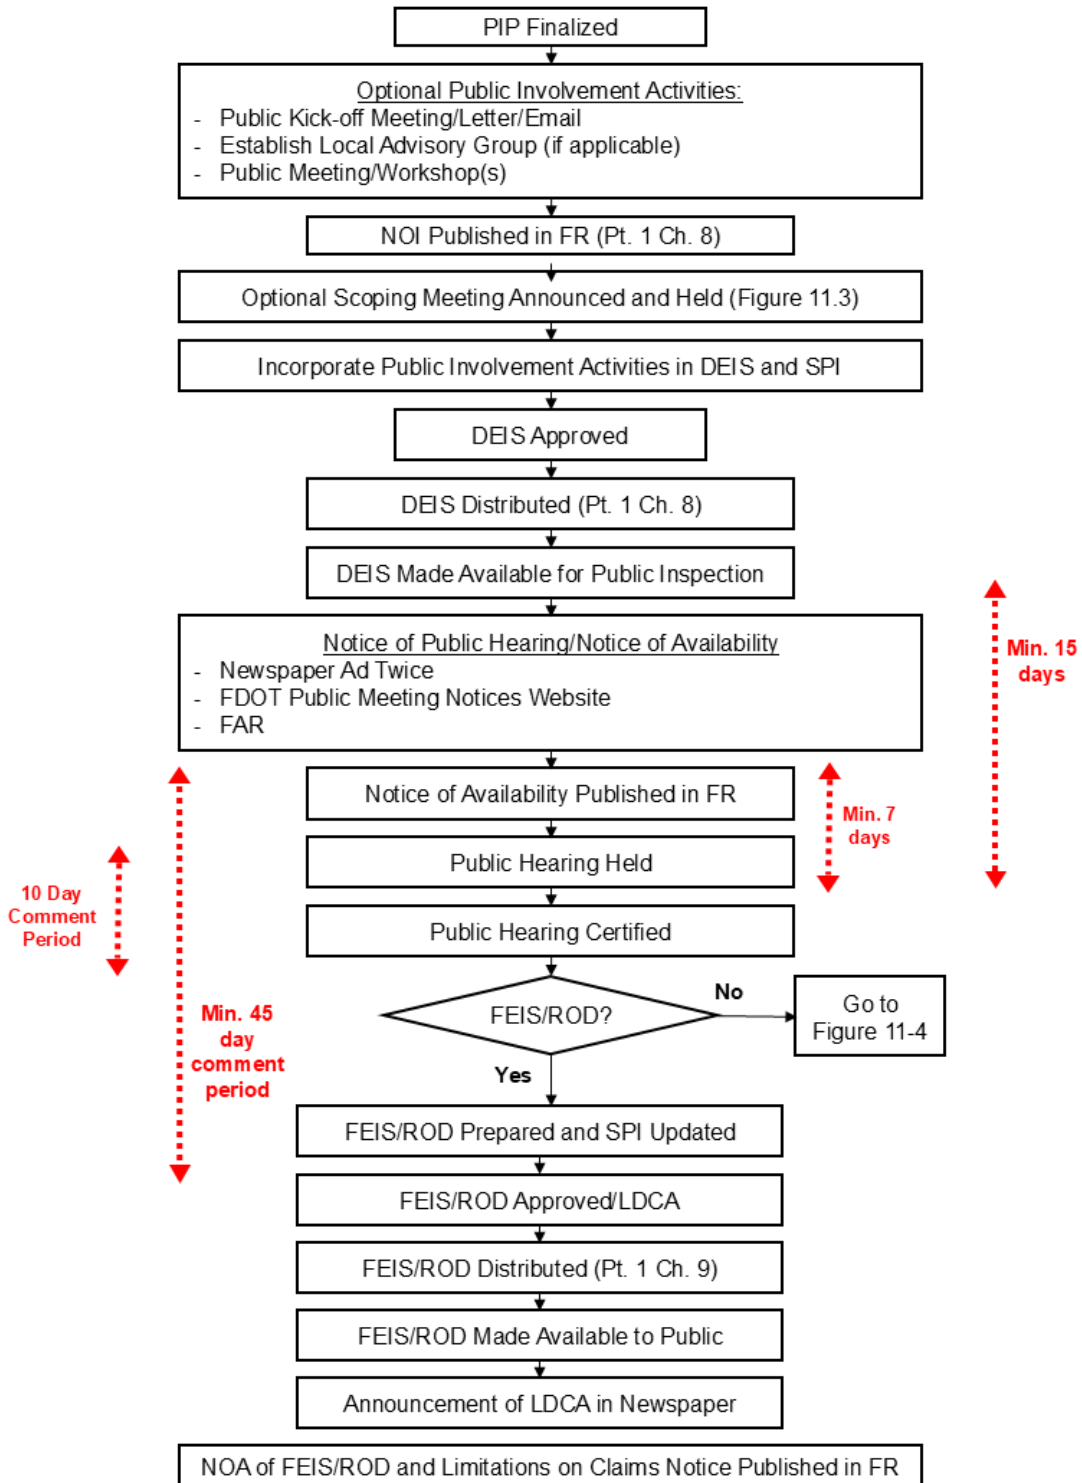 PIP Finalized
Optional Public Involvement Activities:
- Public Kick-off Meeting/Letter/Email
- Establish Local Advisory Group (if applicable)
- Public Meeting/Workshop(s)
NOI Published in FR (Pt. 1 Ch. 8)
Optional Scoping Meeting Announced and Held (Figure 11.3)
Incorporate Public Involvement Activities in DEIS and SPI
DEIS Approved
DEIS Distributed (Pt. 1 Ch. 8)
DEIS Made Available for Public Inspection
Notice of Public Hearing/Notice of Availability
- Newspaper Ad Twice
- FDOT Public Meeting Notices Website
- FAR
Min. 15
days
Notice of Availability Published in FR
Min. 7
days
Public Hearing Held
10 Day
Comment
Period
Public Hearing Certified
FEIS/ROD?
No
Go to
Figure 11-4
Yes
Min. 45
day
comment
period
FEIS/ROD Prepared and SPI Updated
FEIS/ROD Approved/LDCA
FEIS/ROD Distributed (Pt. 1 Ch. 9)
FEIS/ROD Made Available to Public
Announcement of LDCA in Newspaper
NOA of FEIS/ROD and Limitations on Claims Notice Published in FR